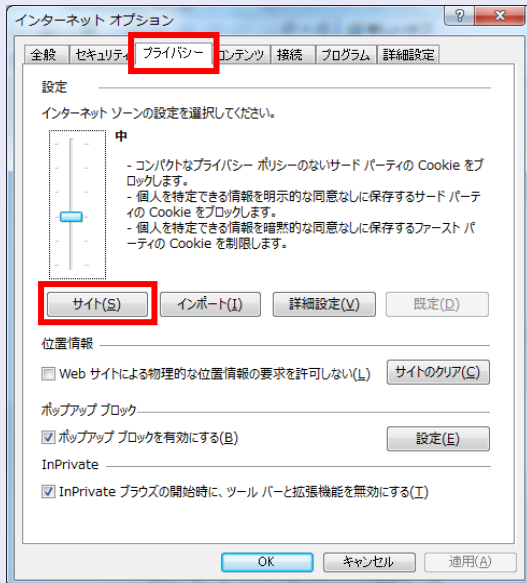 インターネット オプション
全般 セキュリティ プライバシー コンテンツ 接続 プログラム 詳細設定
設定
インターネット ゾーンの設定を選択してください。
中
- コンパクトなプライバシー ポリシーのないサード パーティの Cookie をブ
ロックします。
- 個人を特定できる情報を明示的な同意なしに保存するサード パーテ
ィの Cookie をブロックします。
- 個人を特定できる情報を暗黙的な同意なしに保存するファースト パ
ーティの Cookie を制限します。
サイト(S) インポート(I) 詳細設定(V) 既定(D)
位置情報
Web サイトによる物理的な位置情報の要求を許可しない(L) サイトのクリア(C)
ポップアップ ブロック
ポップアップ ブロックを有効にする(B) 設定(E)
InPrivate
InPrivate ブラウズの開始時に、ツール バーと拡張機能を無効にする(T)
OK キャンセル 適用(A)